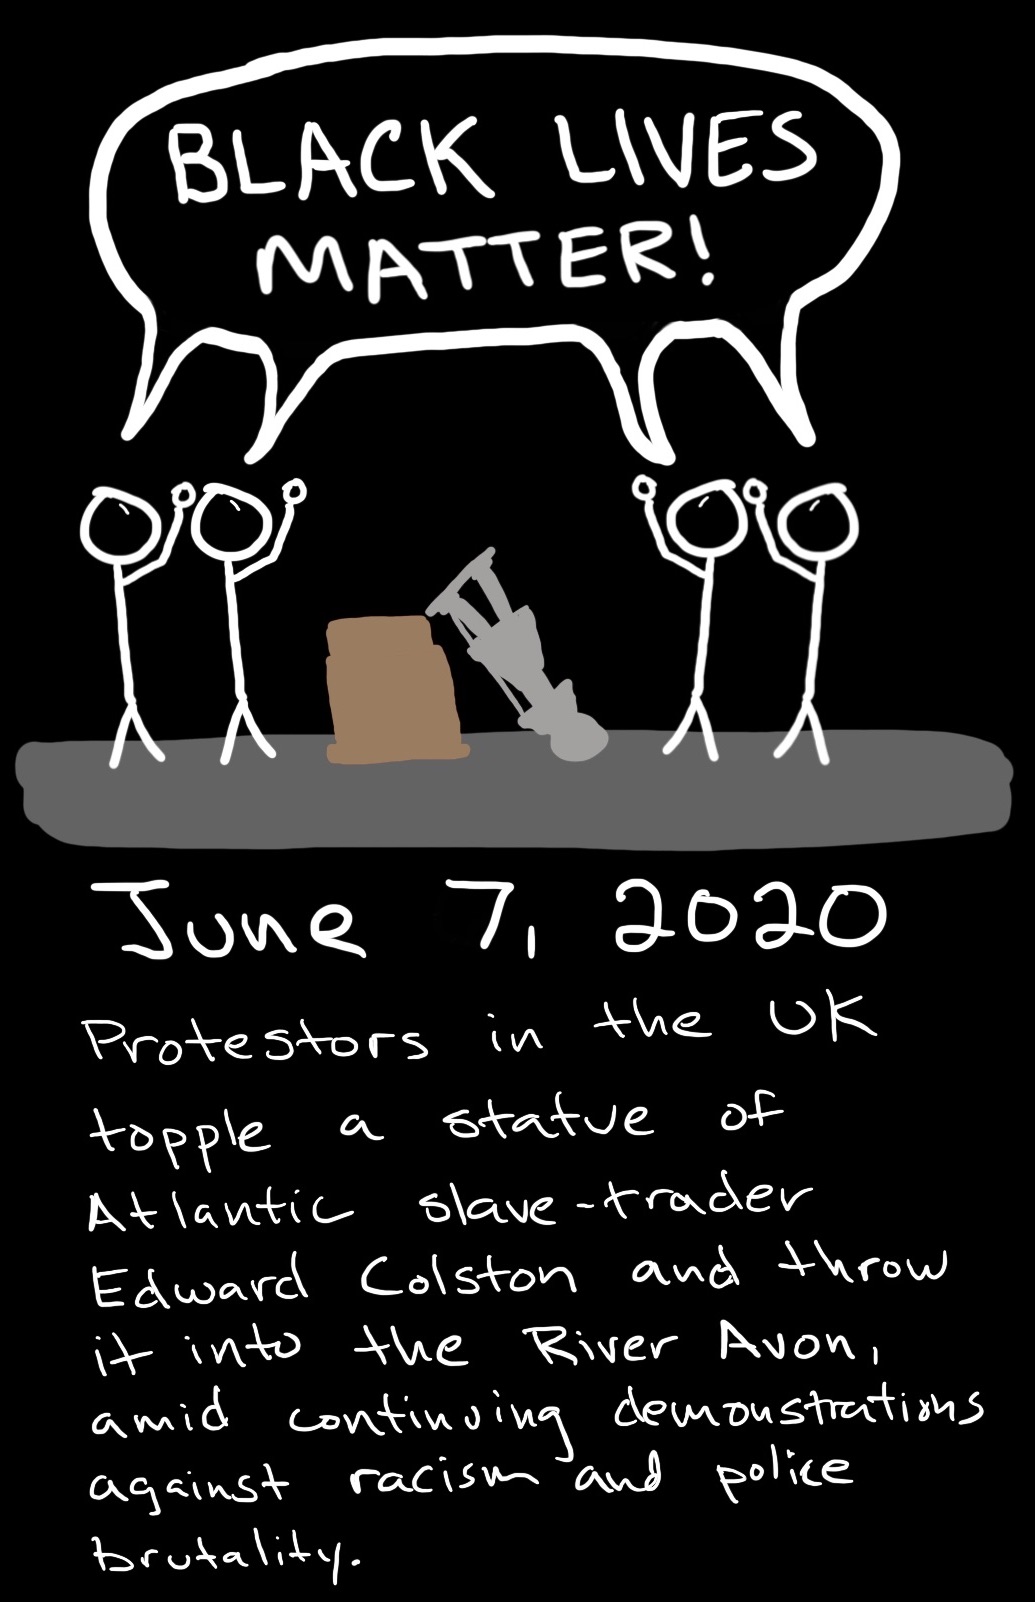 BLACK LIVES
MATTER!
June 7, 2020
Protestors in the UK
topple a statue of
Atlantic slave-trader
Edward Colston and throw
it into the River Avon,
amid continuing demonstrations
against racism and police
brutality.